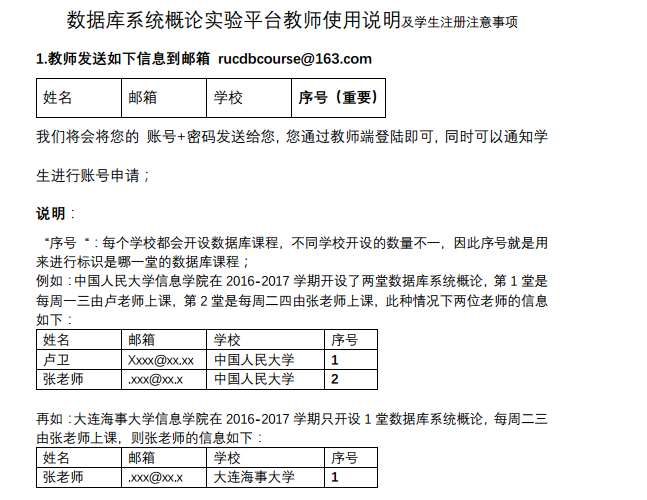 数据库系统概论实验平台教师使用说明及学生注册注意事项
1.教师发送如下信息到邮箱 rucdbcourse@163.com
姓名 邮箱 学校 序号（重要）
我们将会将您的 账号+密码发送给您, 您通过教师端登陆即可, 同时可以通知学
生进行账号申请；
说明：
“序号 “：每个学校都会开设数据库课程，不同学校开设的数量不一，因此序号就是用
来进行标识是哪一堂的数据库课程；
例如：中国人民大学信息学院在 2016-2017 学期开设了两堂数据库系统概论，第 1 堂是
每周一三由卢老师上课，第 2 堂是每周二四由张老师上课，此种情况下两位老师的信息
如下：
姓名 邮箱 学校 序号
卢卫 Xxxx@xx.xx 中国人民大学 1
张老师 .xxx@xx.x 中国人民大学 2
再如：大连海事大学信息学院在 2016-2017 学期只开设 1 堂数据库系统概论，每周二三
由张老师上课，则张老师的信息如下：
姓名 邮箱 学校 序号
张老师 .xxx@xx.x 大连海事大学 1